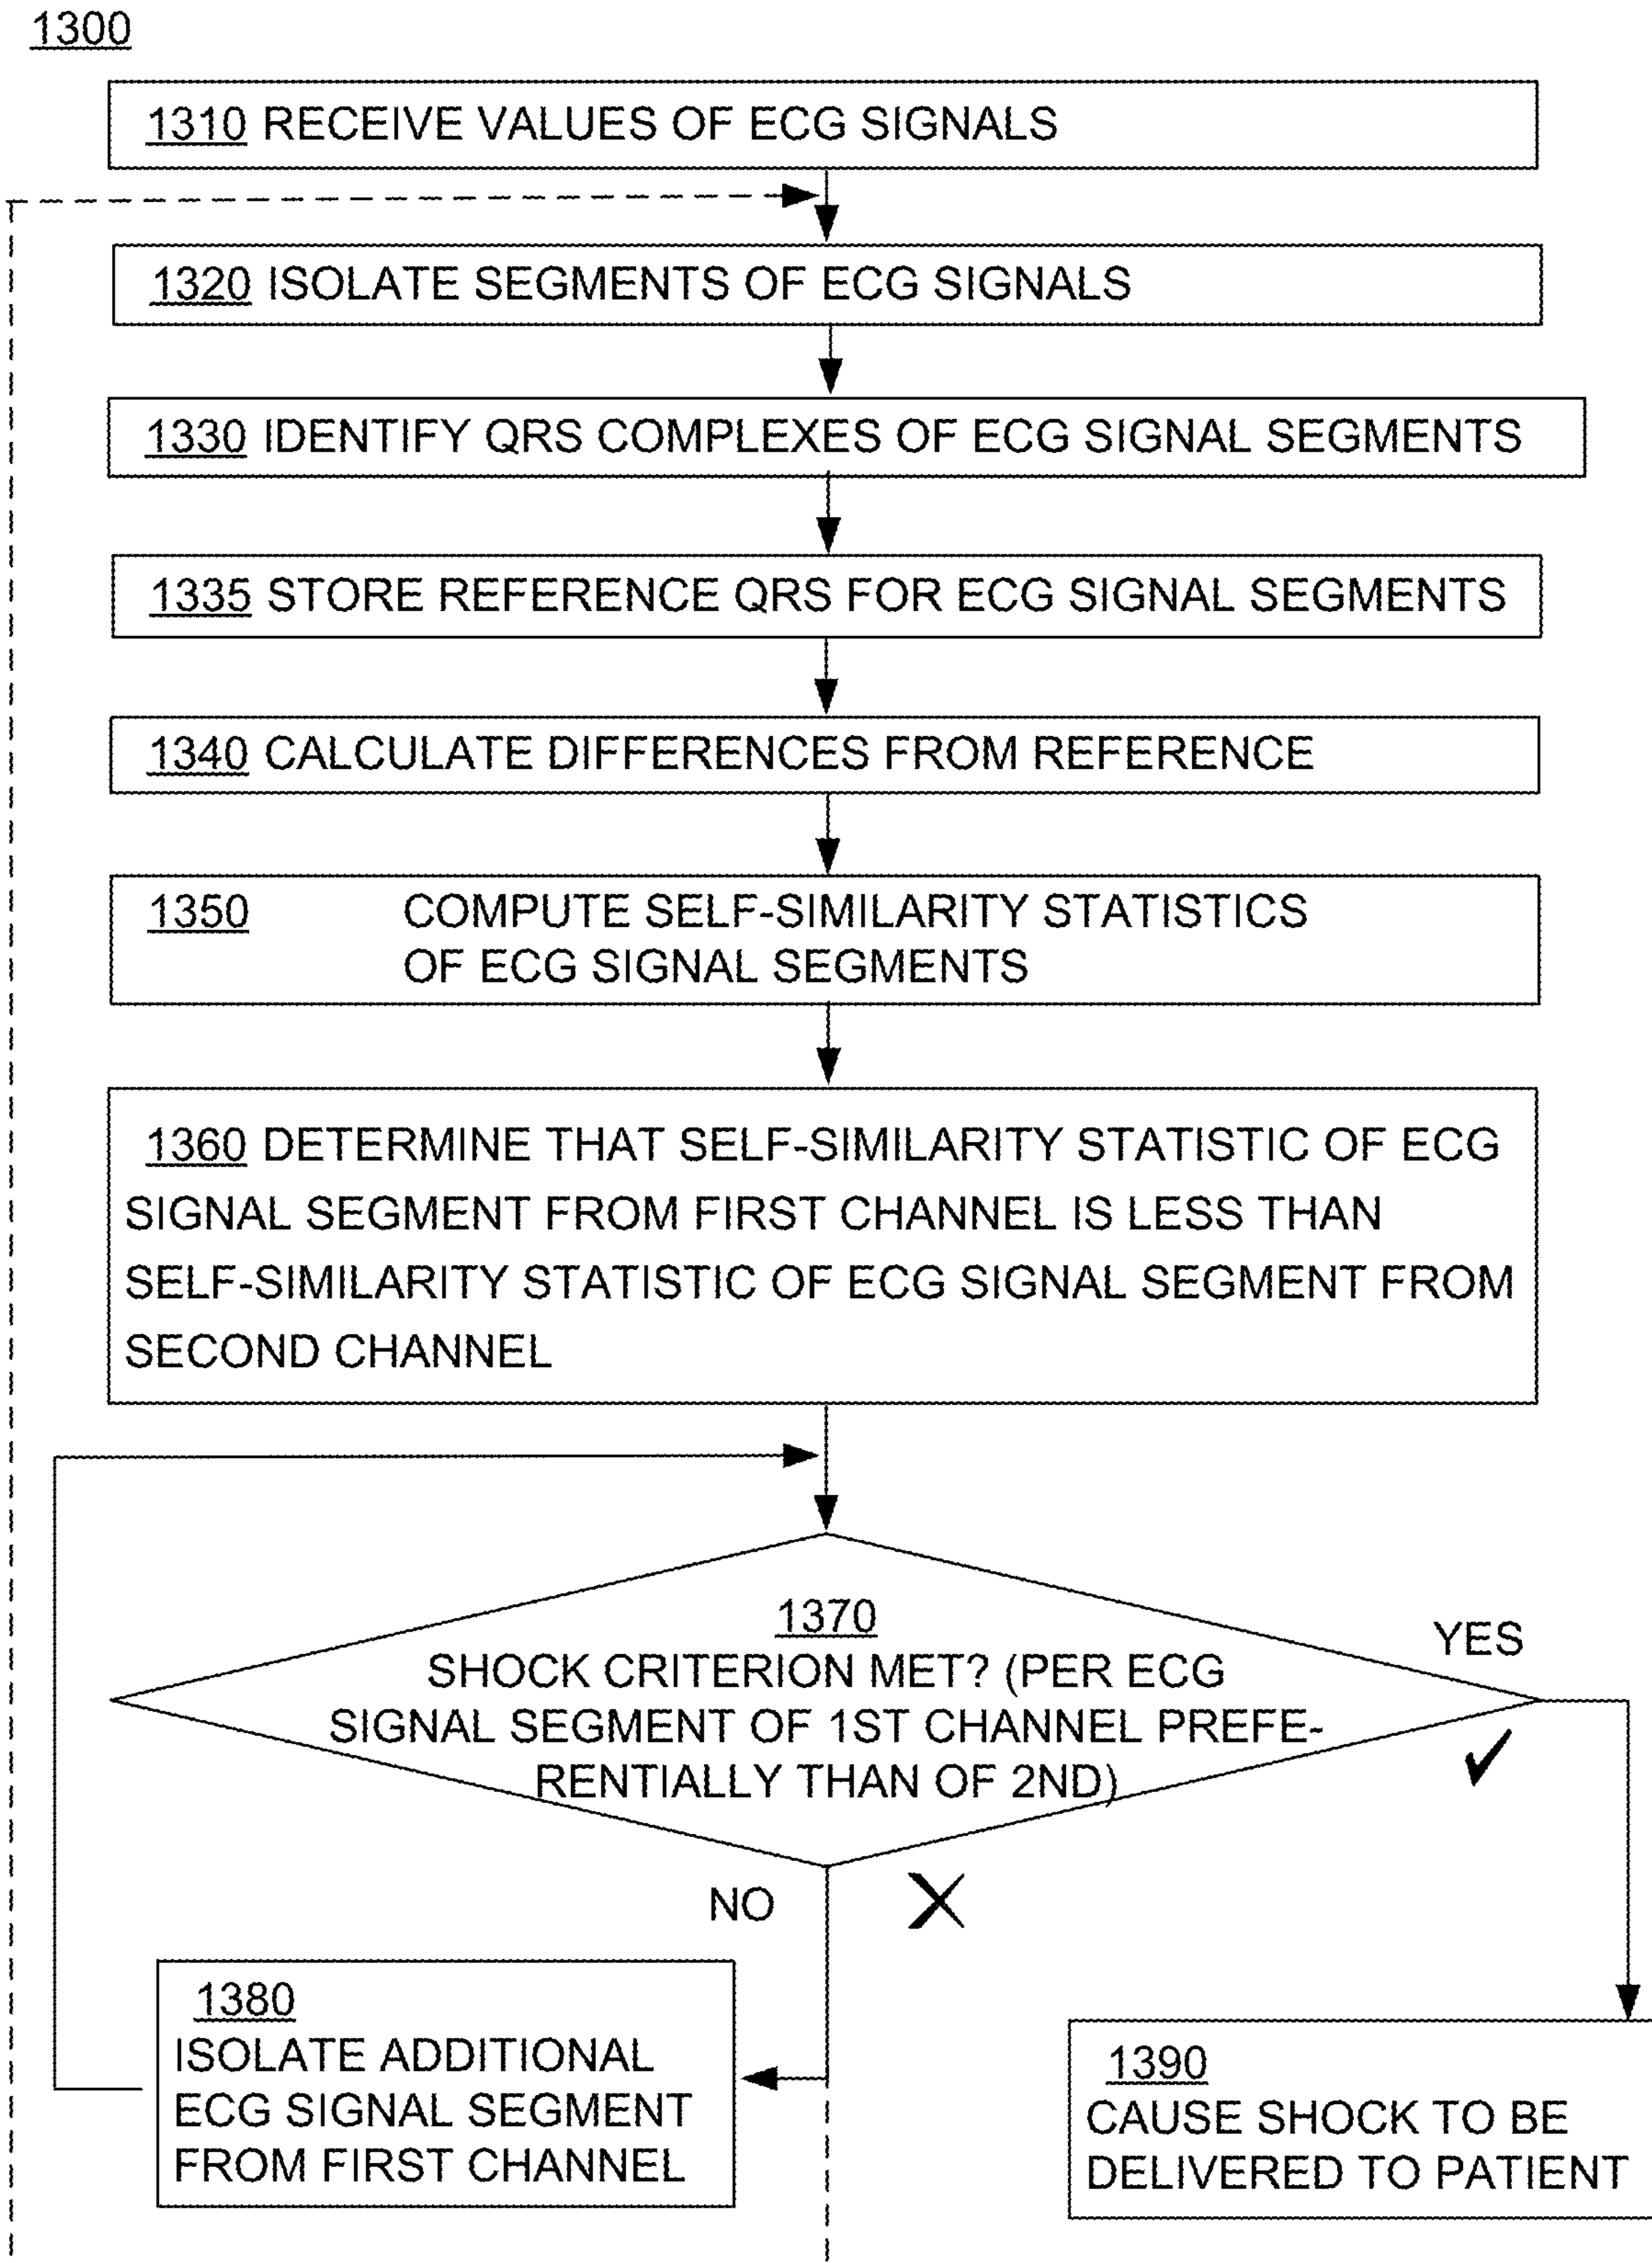 1300
1310 RECEIVE VALUES OF ECG SIGNALS
1320 ISOLATE SEGMENTS OF ECG SIGNALS
1330 IDENTIFY QRS COMPLEXES OF ECG SIGNAL SEGMENTS
1335 STORE REFERENCE QRS FOR ECG SIGNAL SEGMENTS
1340 CALCULATE DIFFERENCES FROM REFERENCE
1350 COMPUTE SELF-SIMILARITY STATISTICS
OF ECG SIGNAL SEGMENTS
1360 DETERMINE THAT SELF-SIMILARITY STATISTIC OF ECG
SIGNAL SEGMENT FROM FIRST CHANNEL IS LESS THAN
SELF-SIMILARITY STATISTIC OF ECG SIGNAL SEGMENT FROM
SECOND CHANNEL
1370
SHOCK CRITERION MET? (PER ECG
SIGNAL SEGMENT OF 1ST CHANNEL PREFE-
RENTIALLY THAN OF 2ND)
YES
NO
1380
ISOLATE ADDITIONAL
ECG SIGNAL SEGMENT
FROM FIRST CHANNEL
1390
CAUSE SHOCK TO BE
DELIVERED TO PATIENT